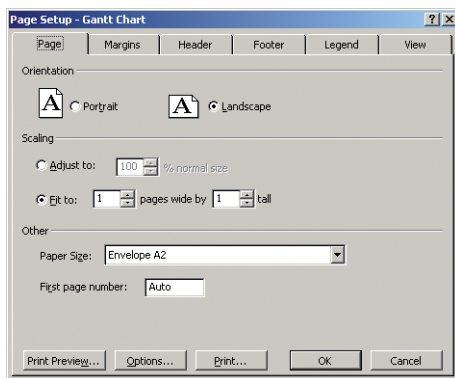 Page Setup - Gantt Chart
Page Margins Header Footer Legend View
Orientation
A Portrait A Landscape
Scaling
Adjust to: 100 % normal size
Fit to: 1 pages wide by 1 tall
Other
Paper Size: Envelope A2
First page number: Auto
Print Preview... Options... Print... OK Cancel